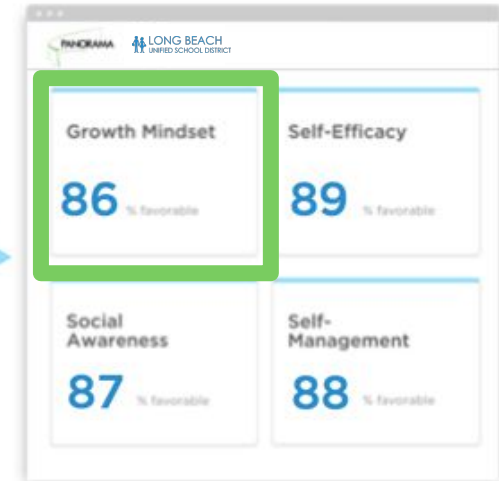 PANORAMA
LONG BEACH
UNIFIED SCHOOL DISTRICT
Growth Mindset
86 % favorable
Self-Efficacy
89 % favorable
Social
Awareness
87 % favorable
Self-
Management
88 % favorable